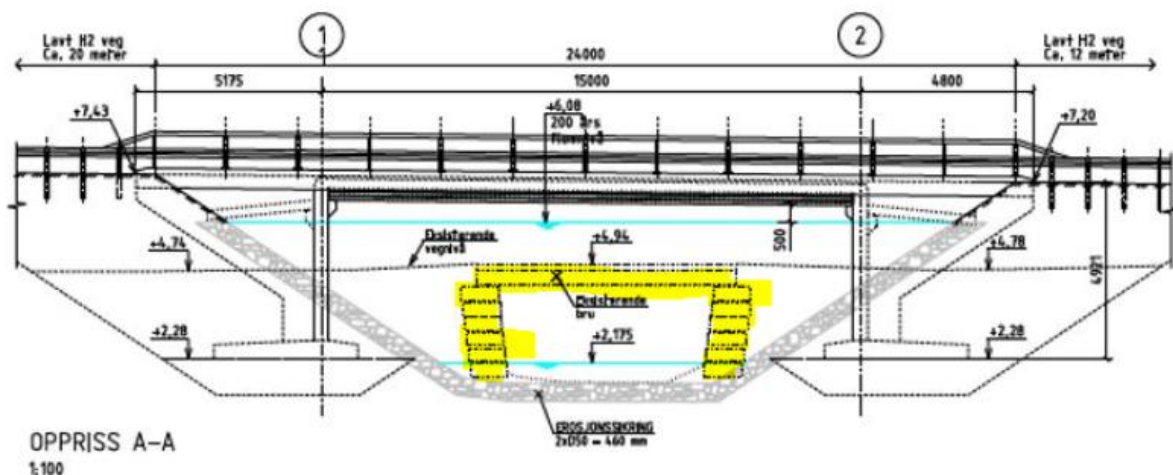 1
2
Lavt H2 veg
Ca. 20 meter
24000
Lavt H2 veg
Ca. 12 meter
5175
15000
4800
+7,43
+6,08
200 års
flomnivå
+7,20
Eksisterende
vegnivå
+4,74
+4,94
500
+4,78
4921
Eksisterende
bru
+2,28
+2,175
+2,28
EROSJONSSIKRING
2xD50 = 460 mm
OPPRISS A-A
1:100